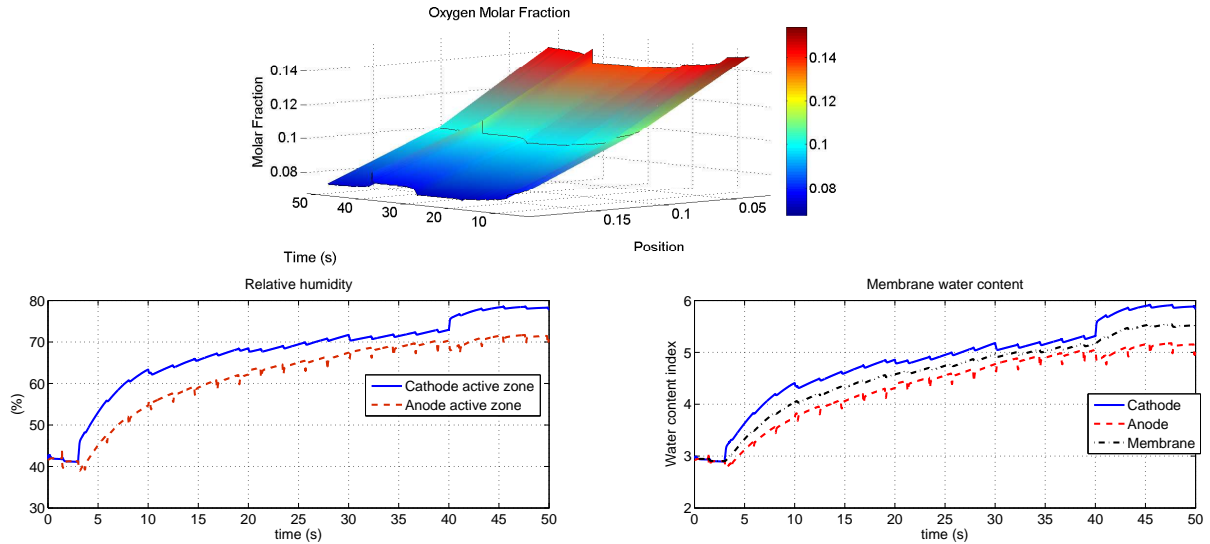 Oxygen Molar Fraction
Molar Fraction
0.14
0.12
0.1
0.08
50
40
30
20
10
0.15
0.1
0.05
Time (s)
Position
0.14
0.12
0.1
0.08
Relative humidity
(%)
80
70
60
50
40
30
0 5 10 15 20 25 30 35 40 45 50
time (s)
Cathode active zone
Anode active zone
Membrane water content
Water content index
6
5
4
3
2
0 5 10 15 20 25 30 35 40 45 50
time (s)
Cathode
Anode
Membrane